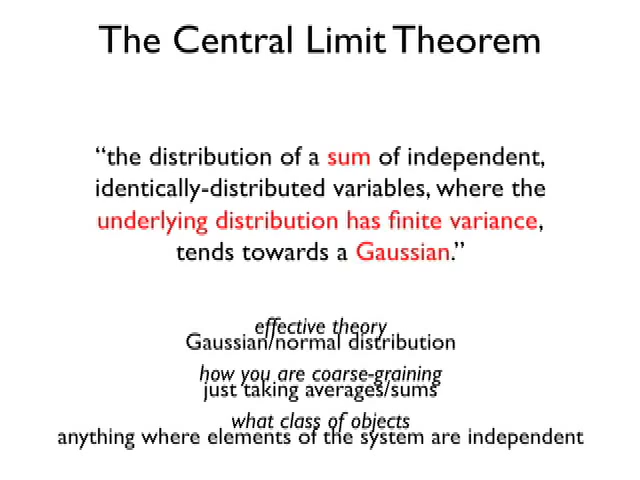 The Central Limit Theorem
“the distribution of a sum of independent,
identically-distributed variables, where the
underlying distribution has finite variance,
tends towards a Gaussian.”
effective theory
Gaussian/normal distribution
how you are coarse-graining
just taking averages/sums
what class of objects
anything where elements of the system are independent